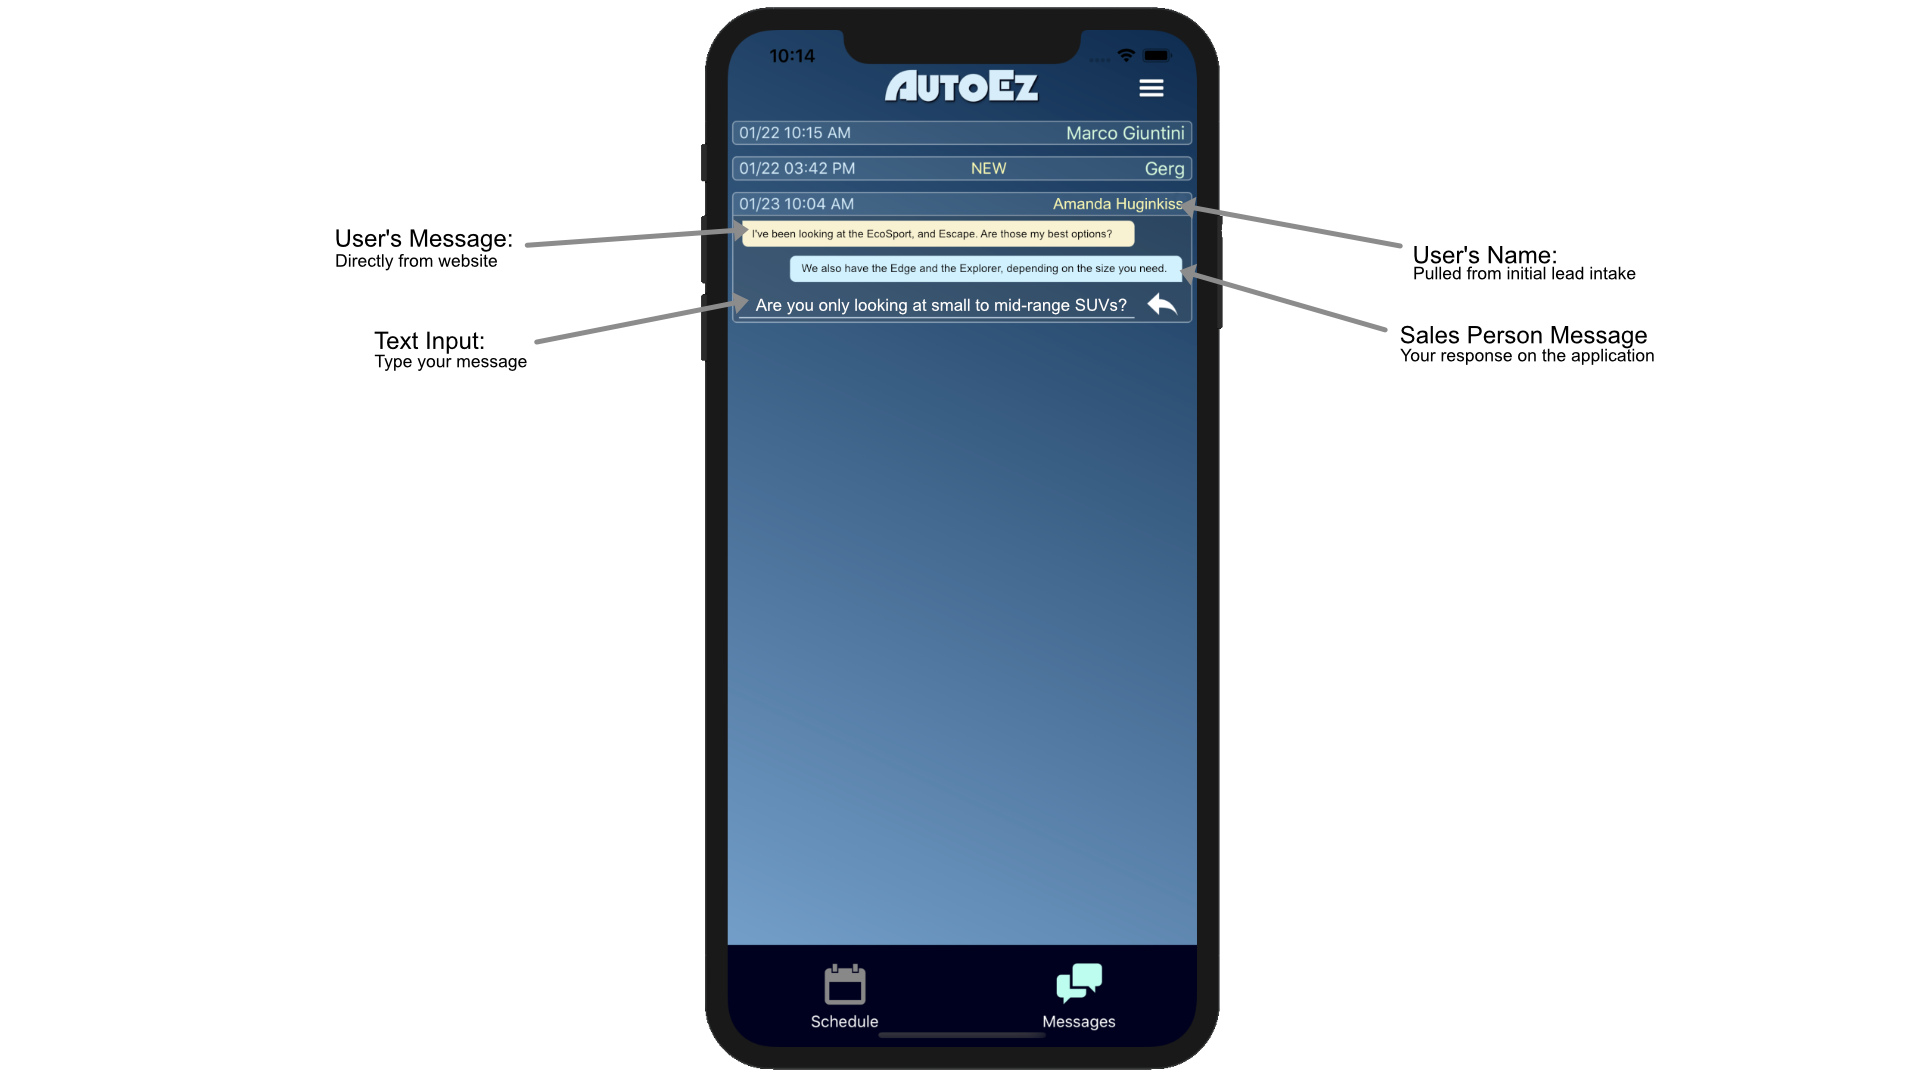 10:14
AUTOEZ
01/22 10:15 AM Marco Giuntini
01/22 03:42 PM NEW Gerg
01/23 10:04 AM Amanda Huginkiss
I've been looking at the EcoSport, and Escape. Are those my best options?
We also have the Edge and the Explorer, depending on the size you need.
Are you only looking at small to mid-range SUVs?
User's Message:
Directly from website
Text Input:
Type your message
User's Name:
Pulled from initial lead intake
Sales Person Message
Your response on the application
Schedule
Messages